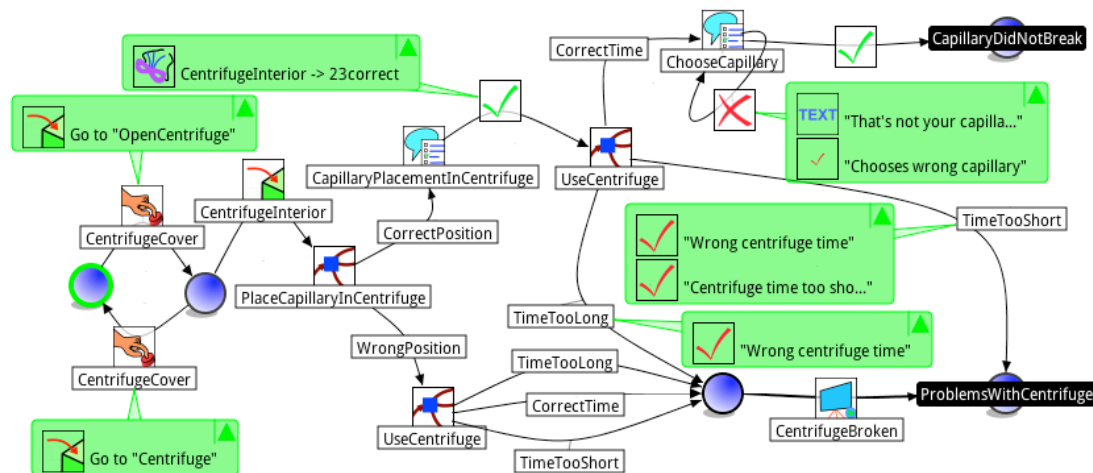 CorrectTime
ChooseCapillary
CapillaryDidNotBreak
CentrifugeInterior -> 23correct
TEXT
"That's not your capilla..."
"Chooses wrong capillary"
Go to "OpenCentrifuge"
CapillaryPlacementInCentrifuge
UseCentrifuge
CentrifugeInterior
CentrifugeCover
CorrectPosition
TimeTooShort
"Wrong centrifuge time"
"Centrifuge time too sho..."
PlaceCapillaryInCentrifuge
TimeTooLong
"Wrong centrifuge time"
WrongPosition
CentrifugeCover
TimeTooLong
CorrectTime
ProblemsWithCentrifuge
UseCentrifuge
CentrifugeBroken
TimeTooShort
Go to "Centrifuge"